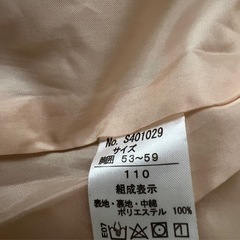 No. S401029
サイズ
胴囲 53~59
110
組成表示
表地・裏地・中綿
ポリエステル 100%